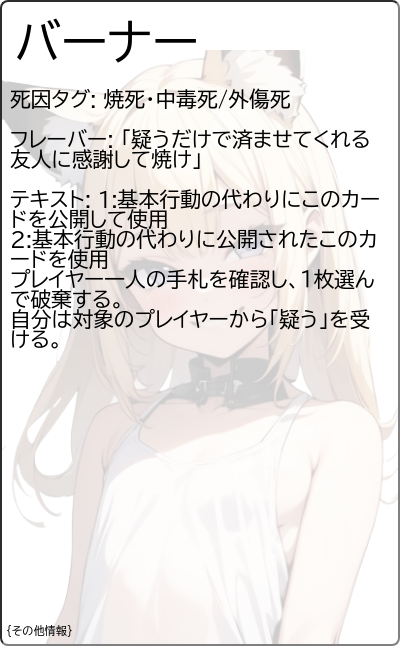 バーナー
死因タグ: 焼死・中毒死/外傷死
フレーバー: 「疑うだけで済ませてくれる
友人に感謝して焼け」
テキスト: 1:基本行動の代わりにこのカー
ドを公開して使用
2:基本行動の代わりに公開されたこのカ
ードを使用
プレイヤー一人の手札を確認し、1枚選ん
で破棄する。
自分は対象のプレイヤーから「疑う」を受
ける。
{その他情報}